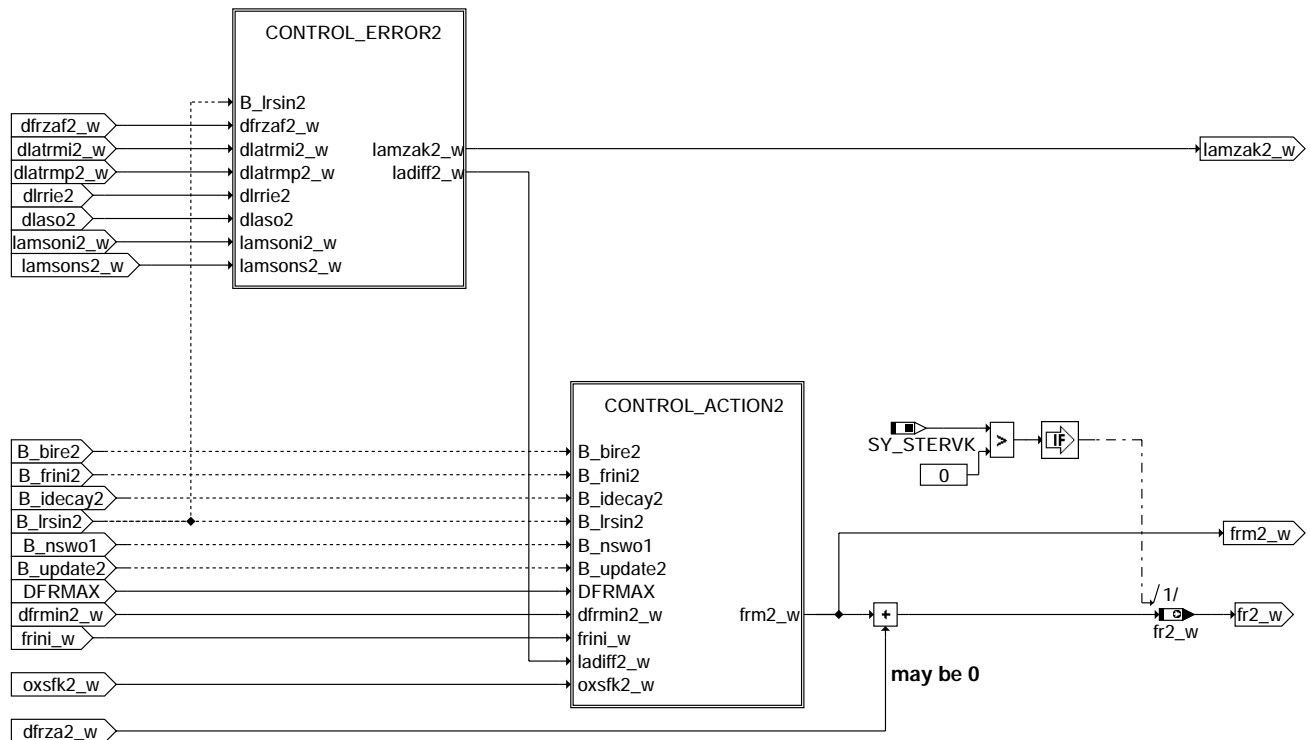 CONTROL_ERROR2
B_lrsin2
dfrzaf2_w dfrzaf2_w
dlatrmi2_w dlatrmi2_w lamzak2_w lamzak2_w
dlatrmp2_w dlatrmp2_w ladiff2_w
dlrrie2 dlrrie2
dlaso2 dlaso2
lamsoni2_w lamsoni2_w
lamsons2_w lamsons2_w
CONTROL_ACTION2
SY_STERVK > IF
0
B_bire2 B_bire2
B_frini2 B_frini2
B_idecay2 B_idecay2
B_lrsin2 B_lrsin2
B_nswo1 B_nswo1 frm2_w
B_update2 B_update2
DFRMAX DFRMAX /1/
dfrmin2_w dfrmin2_w frm2_w + fr2_w fr2_w
frini_w frini_w
ladiff2_w
oxsfk2_w oxsfk2_w may be 0
dfrza2_w